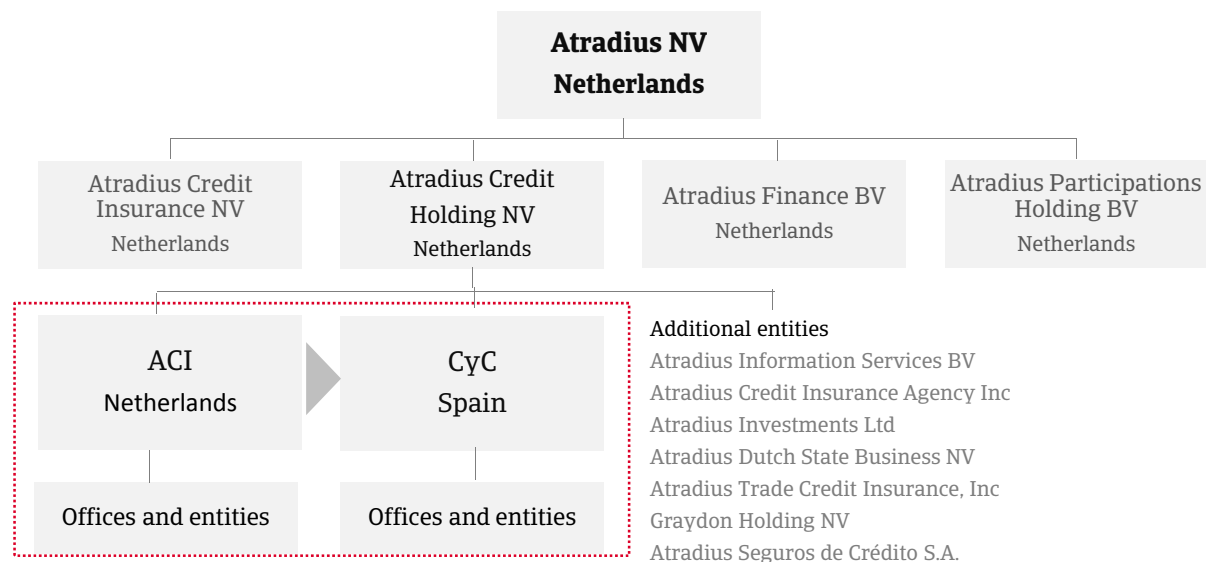 Atradius NV
Netherlands
Atradius Credit
Insurance NV
Netherlands
Atradius Credit
Holding NV
Netherlands
Atradius Finance BV
Netherlands
Atradius Participations
Holding BV
Netherlands
ACI
Netherlands
CyC
Spain
Offices and entities
Offices and entities
Additional entities
Atradius Information Services BV
Atradius Credit Insurance Agency Inc
Atradius Investments Ltd
Atradius Dutch State Business NV
Atradius Trade Credit Insurance, Inc
Graydon Holding NV
Atradius Seguros de Crédito S.A.